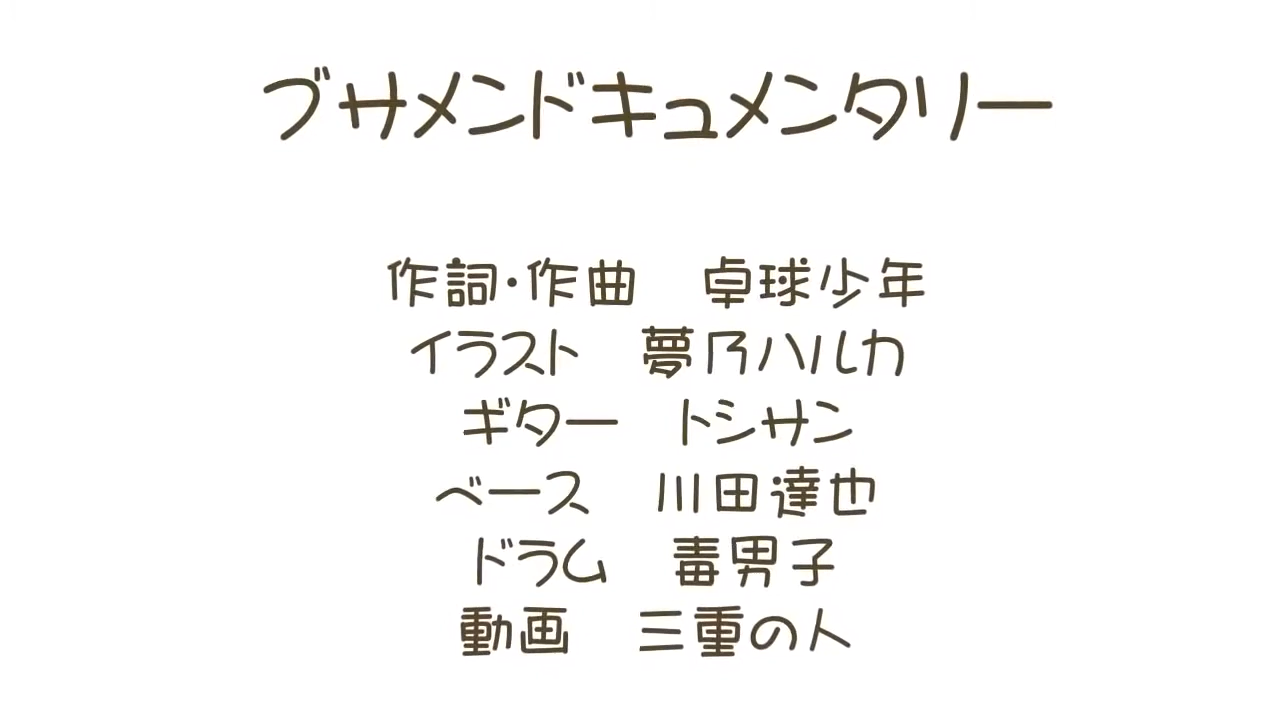 ブサメンドキュメンタリー
作詞・作曲　卓球少年
イラスト　夢乃ハルカ
ギター　トシサン
ベース　川田達也
ドラム　毒男子
動画　三重の人